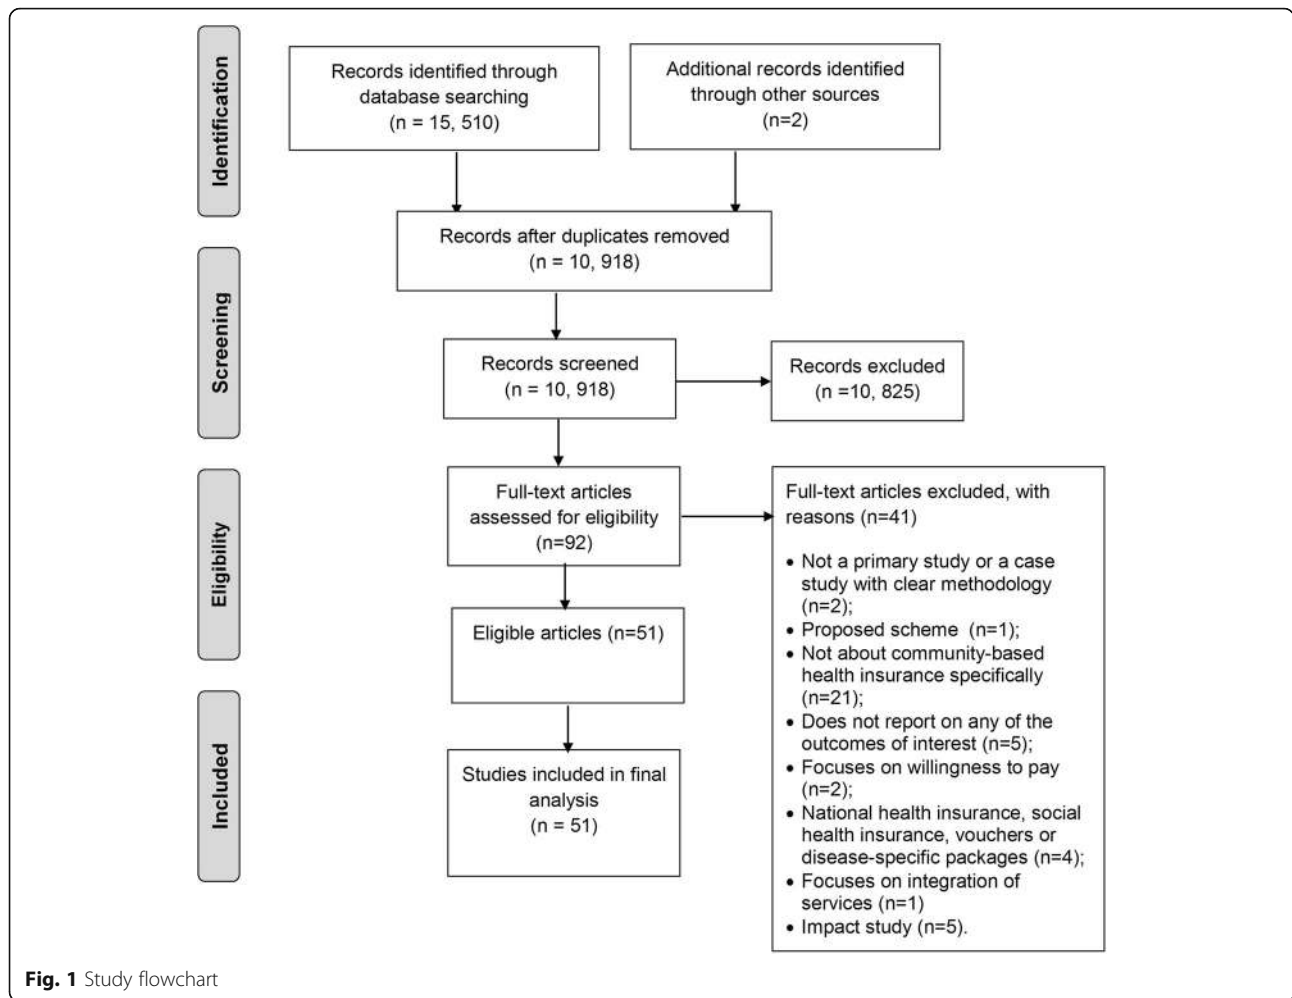 Identification
Records identified through
database searching
(n = 15, 510)
Additional records identified
through other sources
(n=2)
Records after duplicates removed
(n = 10, 918)
Screening
Records screened
(n = 10, 918)
Records excluded
(n =10, 825)
Eligibility
Full-text articles
assessed for eligibility
(n=92)
Full-text articles excluded, with
reasons (n=41)
• Not a primary study or a case
study with clear methodology
(n=2);
• Proposed scheme (n=1);
• Not about community-based
health insurance specifically
(n=21);
• Does not report on any of the
outcomes of interest (n=5);
• Focuses on willingness to pay
(n=2);
• National health insurance, social
health insurance, vouchers or
disease-specific packages (n=4);
• Focuses on integration of
services (n=1)
• Impact study (n=5).
Eligible articles (n=51)
Included
Studies included in final
analysis
(n = 51)
Fig. 1 Study flowchart